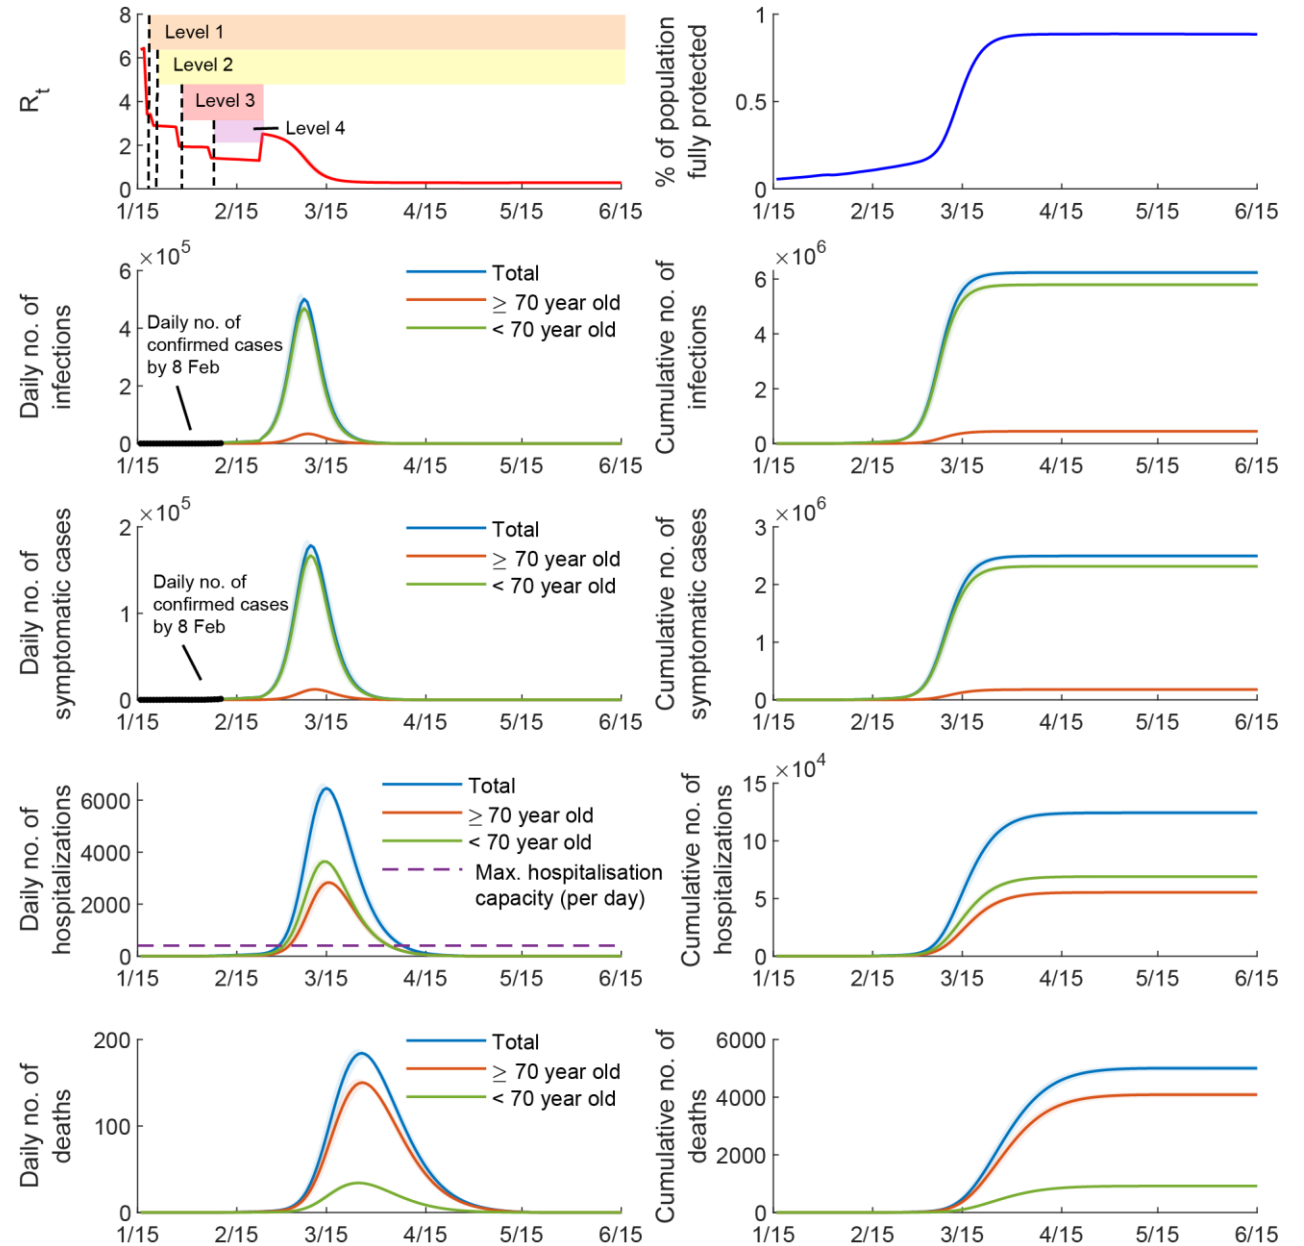 8
6
4
2
0
R_t
Level 1
Level 2
Level 3
Level 4
1/15 2/15 3/15 4/15 5/15 6/15
1
0.5
0
% of population
fully protected
1/15 2/15 3/15 4/15 5/15 6/15
×10^5
6
4
2
0
Daily no. of
infections
Daily no. of
confirmed cases
by 8 Feb
Total
≥ 70 year old
< 70 year old
1/15 2/15 3/15 4/15 5/15 6/15
×10^6
6
4
2
0
Cumulative no. of
infections
1/15 2/15 3/15 4/15 5/15 6/15
×10^5
2
1
0
Daily no. of
symptomatic cases
Daily no. of
confirmed cases
by 8 Feb
Total
≥ 70 year old
< 70 year old
1/15 2/15 3/15 4/15 5/15 6/15
×10^6
3
2
1
0
Cumulative no. of
symptomatic cases
1/15 2/15 3/15 4/15 5/15 6/15
6000
4000
2000
0
Daily no. of
hospitalizations
Total
≥ 70 year old
< 70 year old
Max. hospitalisation
capacity (per day)
1/15 2/15 3/15 4/15 5/15 6/15
×10^4
15
10
5
0
Cumulative no. of
hospitalizations
1/15 2/15 3/15 4/15 5/15 6/15
200
100
0
Daily no. of
deaths
Total
≥ 70 year old
< 70 year old
1/15 2/15 3/15 4/15 5/15 6/15
6000
4000
2000
0
Cumulative no. of
deaths
1/15 2/15 3/15 4/15 5/15 6/15